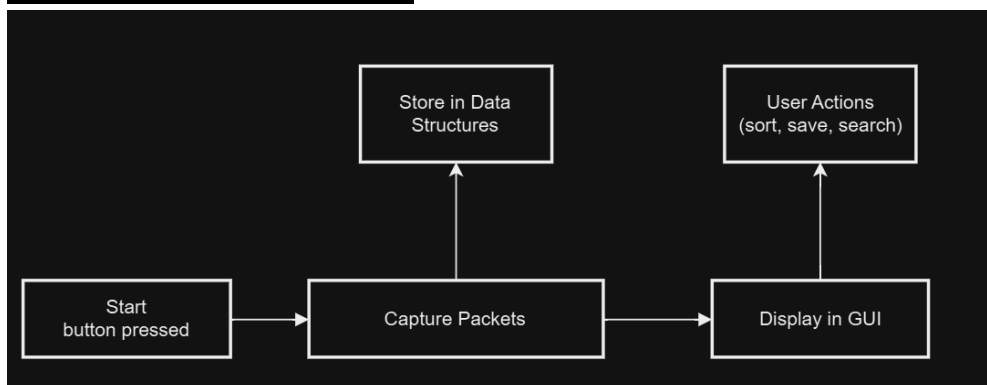 Store in Data
Structures
User Actions
(sort, save, search)
Start
button pressed
Capture Packets
Display in GUI